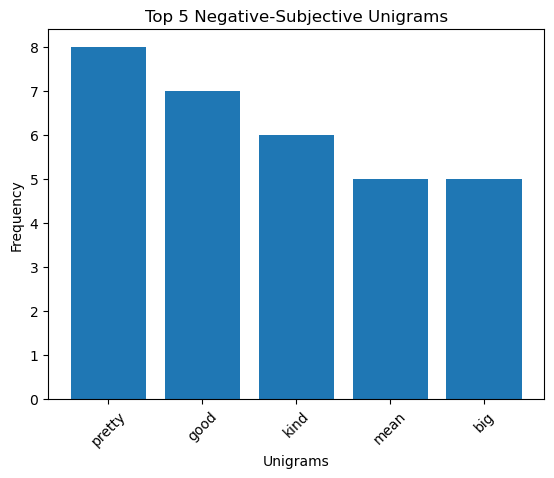 Top 5 Negative-Subjective Unigrams
Frequency
8
7
6
5
4
3
2
1
0
pretty
good
kind
mean
big
Unigrams